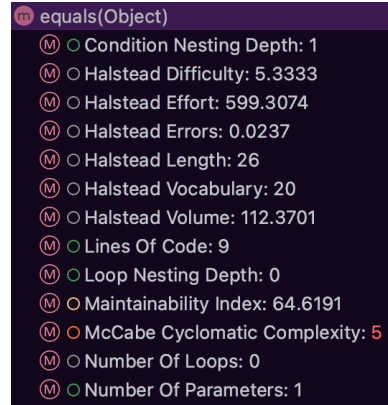 m equals(Object)
M Condition Nesting Depth: 1
M Halstead Difficulty: 5.3333
M Halstead Effort: 599.3074
M Halstead Errors: 0.0237
M Halstead Length: 26
M Halstead Vocabulary: 20
M Halstead Volume: 112.3701
M Lines Of Code: 9
M Loop Nesting Depth: 0
M Maintainability Index: 64.6191
M McCabe Cyclomatic Complexity: 5
M Number Of Loops: 0
M Number Of Parameters: 1